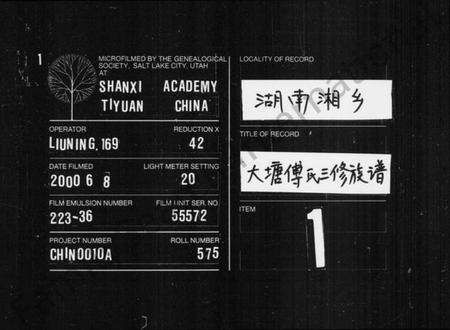 1
MICROFILMED BY THE GENEALOGICAL
SOCIETY, SALT LAKE CITY, UTAH
AT:
SHANXI ACADEMY
TIYUAN CHINA
OPERATOR REDUCTION X
LIUNING,169 42
DATE FILMED LIGHT METER SETTING
2000 6 8 20
FILM EMULSION NUMBER FILM UNIT SER. NO.
223-36 55572
PROJECT NUMBER ROLL NUMBER
CHIN0010A 575
LOCALITY OF RECORD
湖南湘乡
TITLE OF RECORD
大塘傅氏三修族谱
ITEM
1